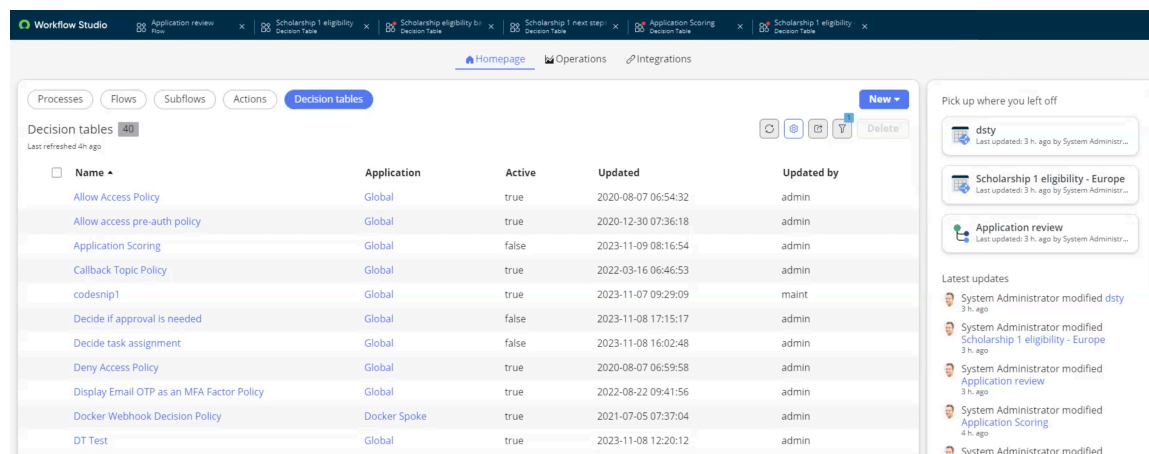 Workflow Studio
Application review
Flow
Scholarship 1 eligibility
Decision Table
Scholarship eligibility ba
Decision Table
Scholarship 1 next steps
Decision Table
Application Scoring
Decision Table
Scholarship 1 eligibility
Decision Table
Homepage Operations Integrations
Processes Flows Subflows Actions Decision tables New
Decision tables 40
1
Delete
Last refreshed 4h ago
Name Application Active Updated Updated by
Allow Access Policy Global true 2020-08-07 06:54:32 admin
Allow access pre-auth policy Global true 2020-12-30 07:36:18 admin
Application Scoring Global false 2023-11-09 08:16:54 admin
Callback Topic Policy Global true 2022-03-16 06:46:53 admin
codesnip1 Global true 2023-11-07 09:29:09 maint
Decide if approval is needed Global false 2023-11-08 17:15:17 admin
Decide task assignment Global false 2023-11-08 16:02:48 admin
Deny Access Policy Global true 2020-08-07 06:59:58 admin
Display Email OTP as an MFA Factor Policy Global true 2022-08-22 09:41:56 admin
Docker Webhook Decision Policy Docker Spoke true 2021-07-05 07:37:04 admin
DT Test Global true 2023-11-08 12:20:12 admin
Pick up where you left off
dsty
Last updated: 3 h. ago by System Administr...
Scholarship 1 eligibility - Europe
Last updated: 3 h. ago by System Administr...
Application review
Last updated: 3 h. ago by System Administr...
Latest updates
System Administrator modified dsty
3 h. ago
System Administrator modified
Scholarship 1 eligibility - Europe
3 h. ago
System Administrator modified
Application review
3 h. ago
System Administrator modified
Application Scoring
4 h. ago
System Administrator modified